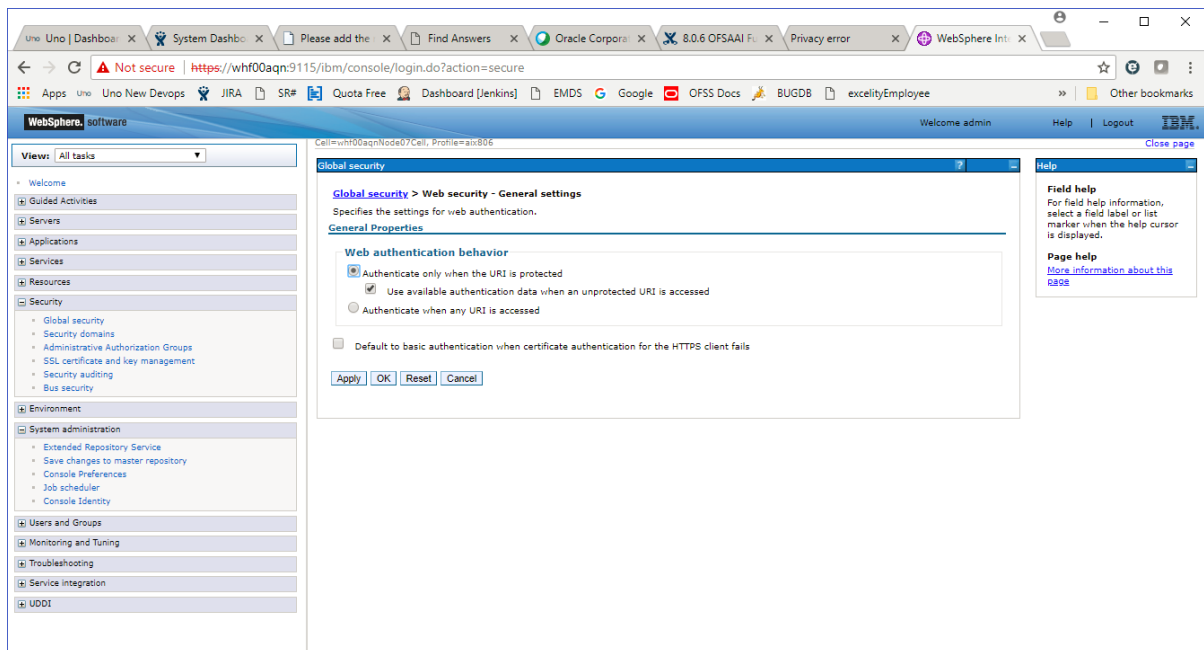 Uno Uno | Dashboar
System Dashbo
Please add the
Find Answers
Oracle Corpora
8.0.6 OFSAAI Fu
Privacy error
WebSphere Inte
Not secure | https://whf00aqn:9115/ibm/console/login.do?action=secure
Apps Uno Uno New Devops JIRA SR# Quota Free Dashboard [Jenkins] EMDS G Google OFSS Docs BUGDB excelityEmployee » Other bookmarks
WebSphere. software Welcome admin Help | Logout IBM.
Cell=whf00aqnNode07Cell, Profile=aix806 Close page
View: All tasks
Welcome
Guided Activities
Servers
Applications
Services
Resources
Security
Global security
Security domains
Administrative Authorization Groups
SSL certificate and key management
Security auditing
Bus security
Environment
System administration
Extended Repository Service
Save changes to master repository
Console Preferences
Job scheduler
Console Identity
Users and Groups
Monitoring and Tuning
Troubleshooting
Service integration
UDDI
Global security ? -
Global security > Web security - General settings
Specifies the settings for web authentication.
General Properties
Web authentication behavior
Authenticate only when the URI is protected
Use available authentication data when an unprotected URI is accessed
Authenticate when any URI is accessed
Default to basic authentication when certificate authentication for the HTTPS client fails
Apply OK Reset Cancel
Help -
Field help
For field help information,
select a field label or list
marker when the help cursor
is displayed.
Page help
More information about this
page